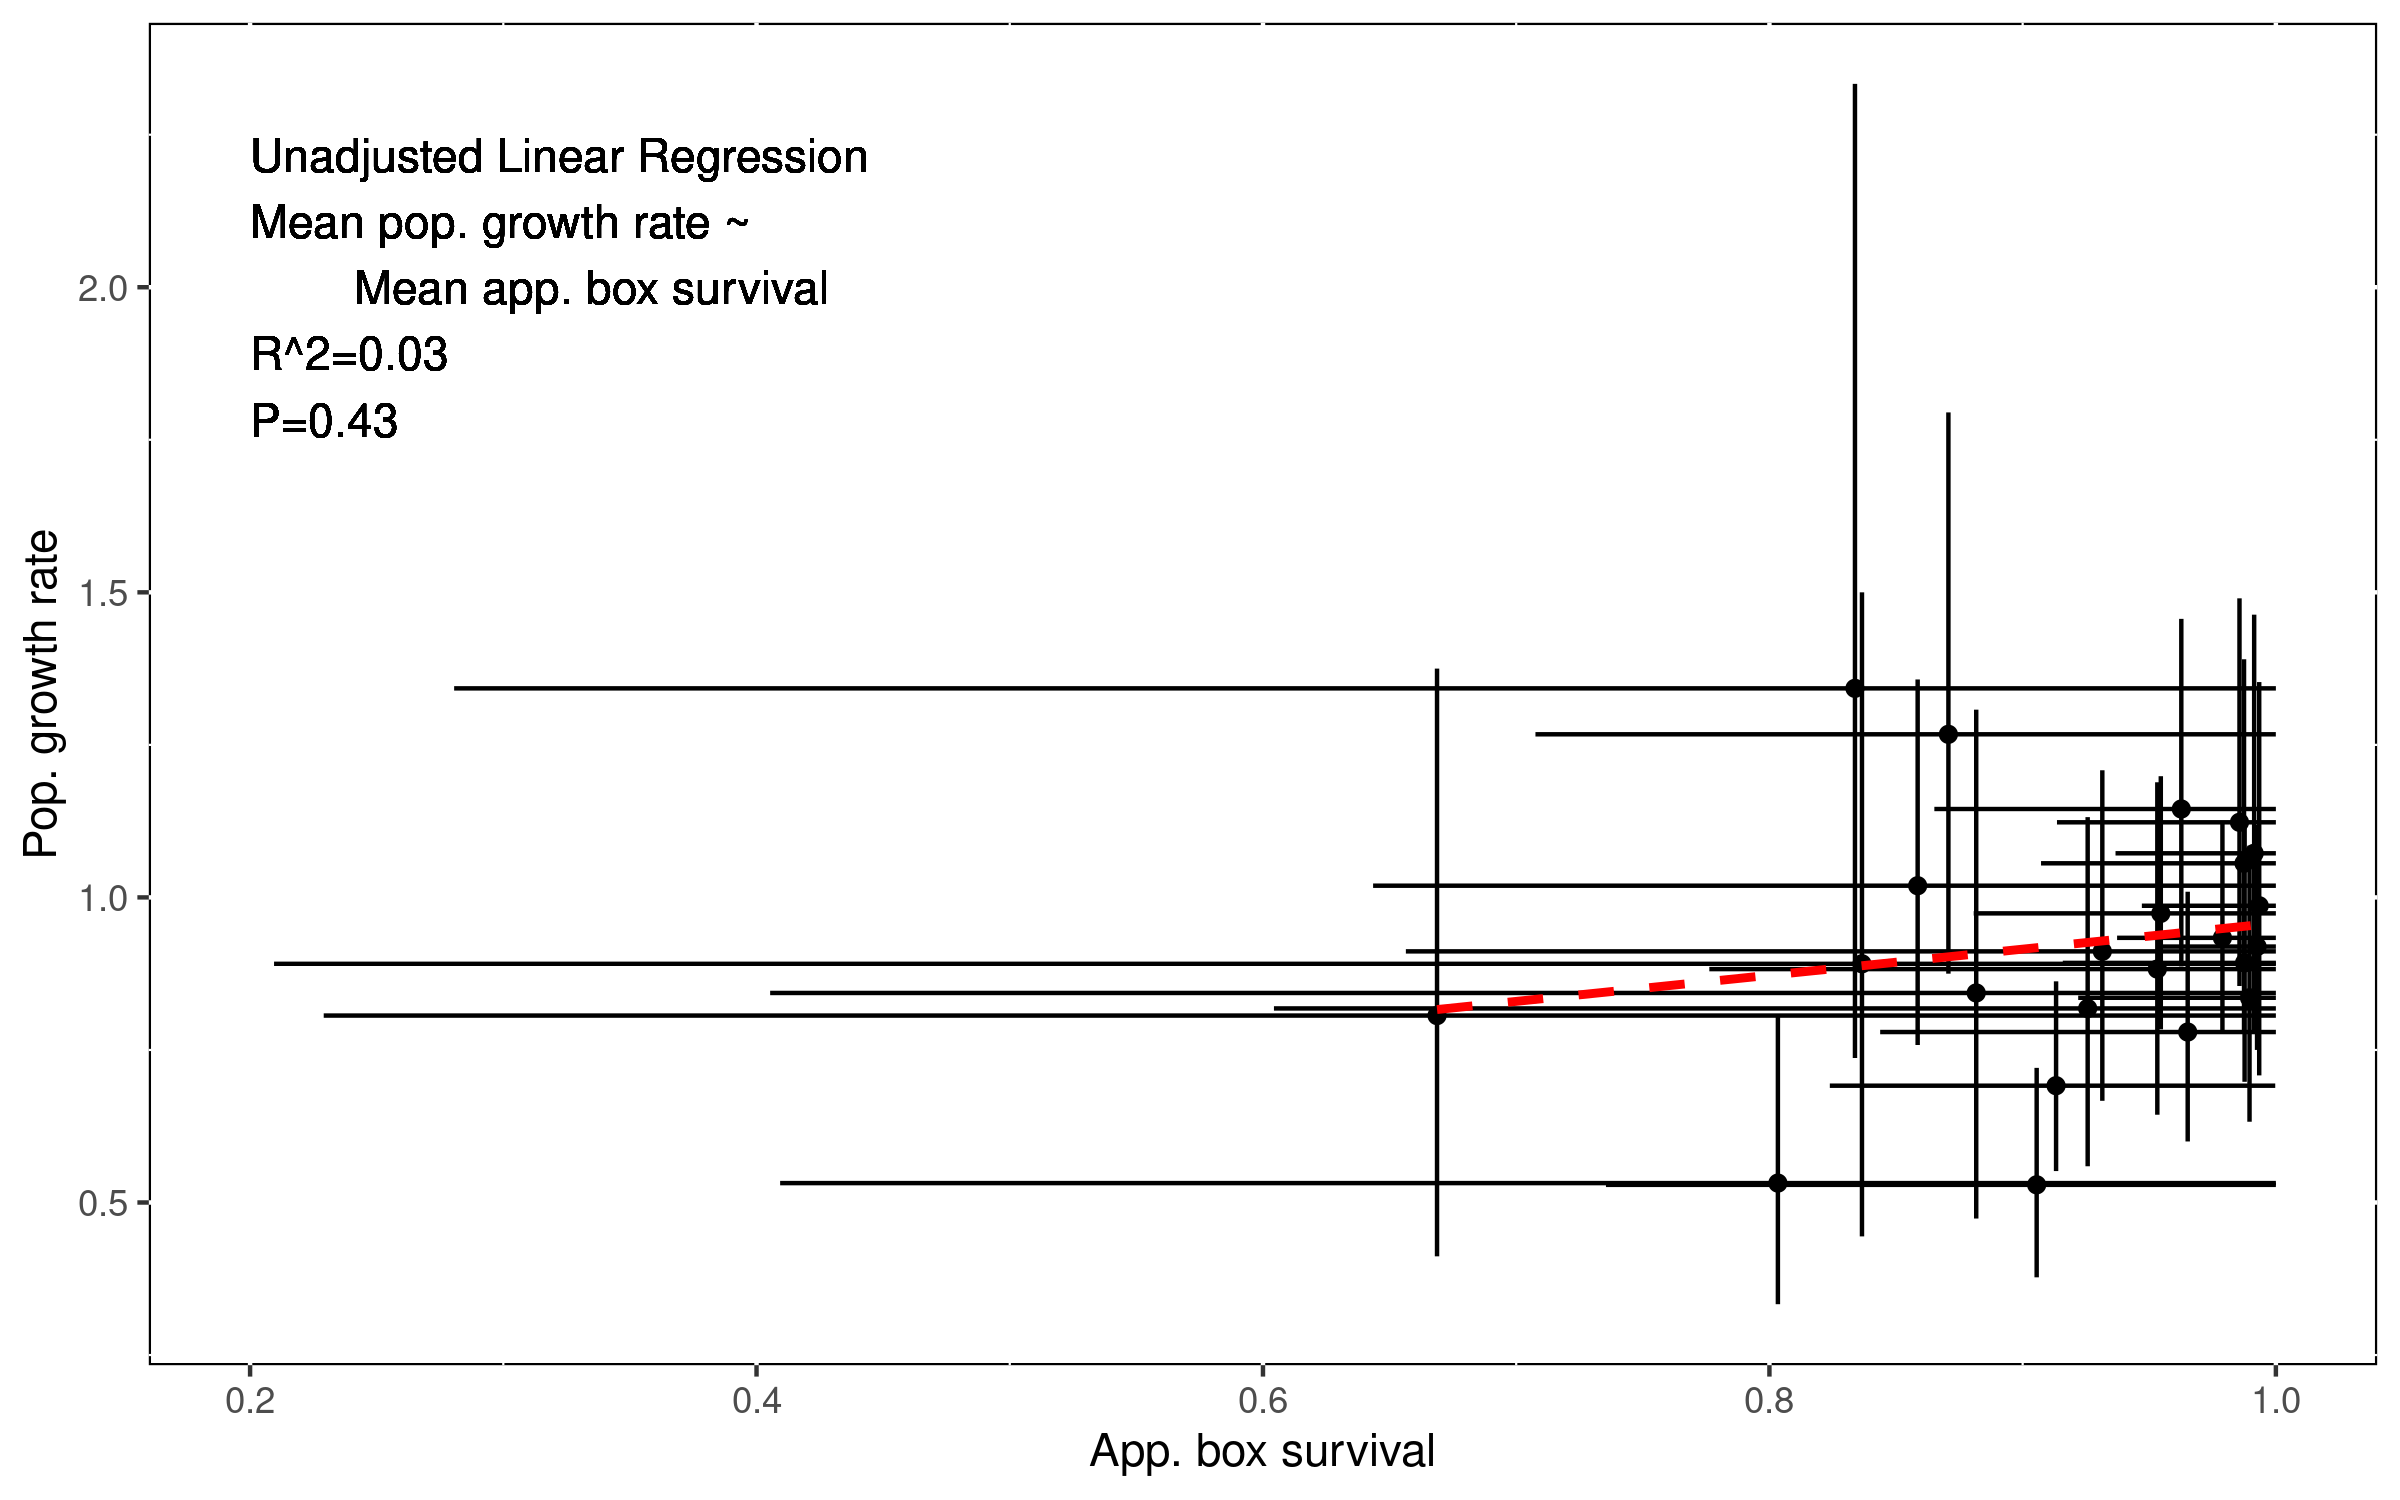 Unadjusted Linear Regression
Mean pop. growth rate ~
Mean app. box survival
R^2=0.03
P=0.43
Pop. growth rate
2.0
1.5
1.0
0.5
0.2 0.4 0.6 0.8 1.0
App. box survival